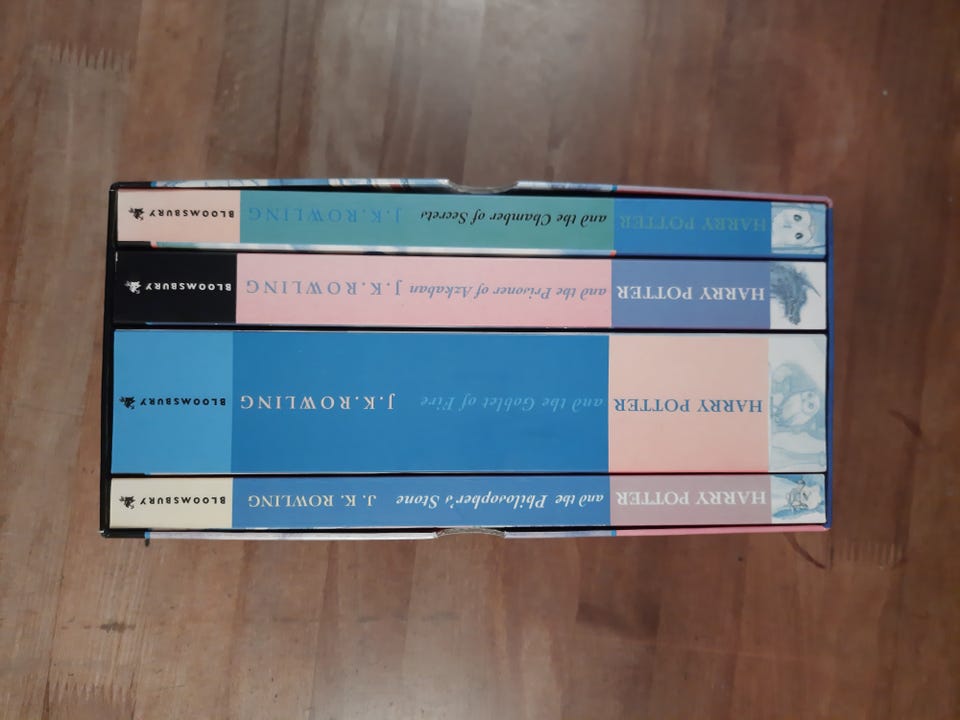 HARRY POTTER and the Philosopher's Stone J. K. ROWLING BLOOMSBURY
HARRY POTTER and the Goblet of Fire J.K.ROWLING BLOOMSBURY
HARRY POTTER and the Prisoner of Azkaban J.K.ROWLING BLOOMSBURY
HARRY POTTER and the Chamber of Secrets J.K.ROWLING BLOOMSBURY